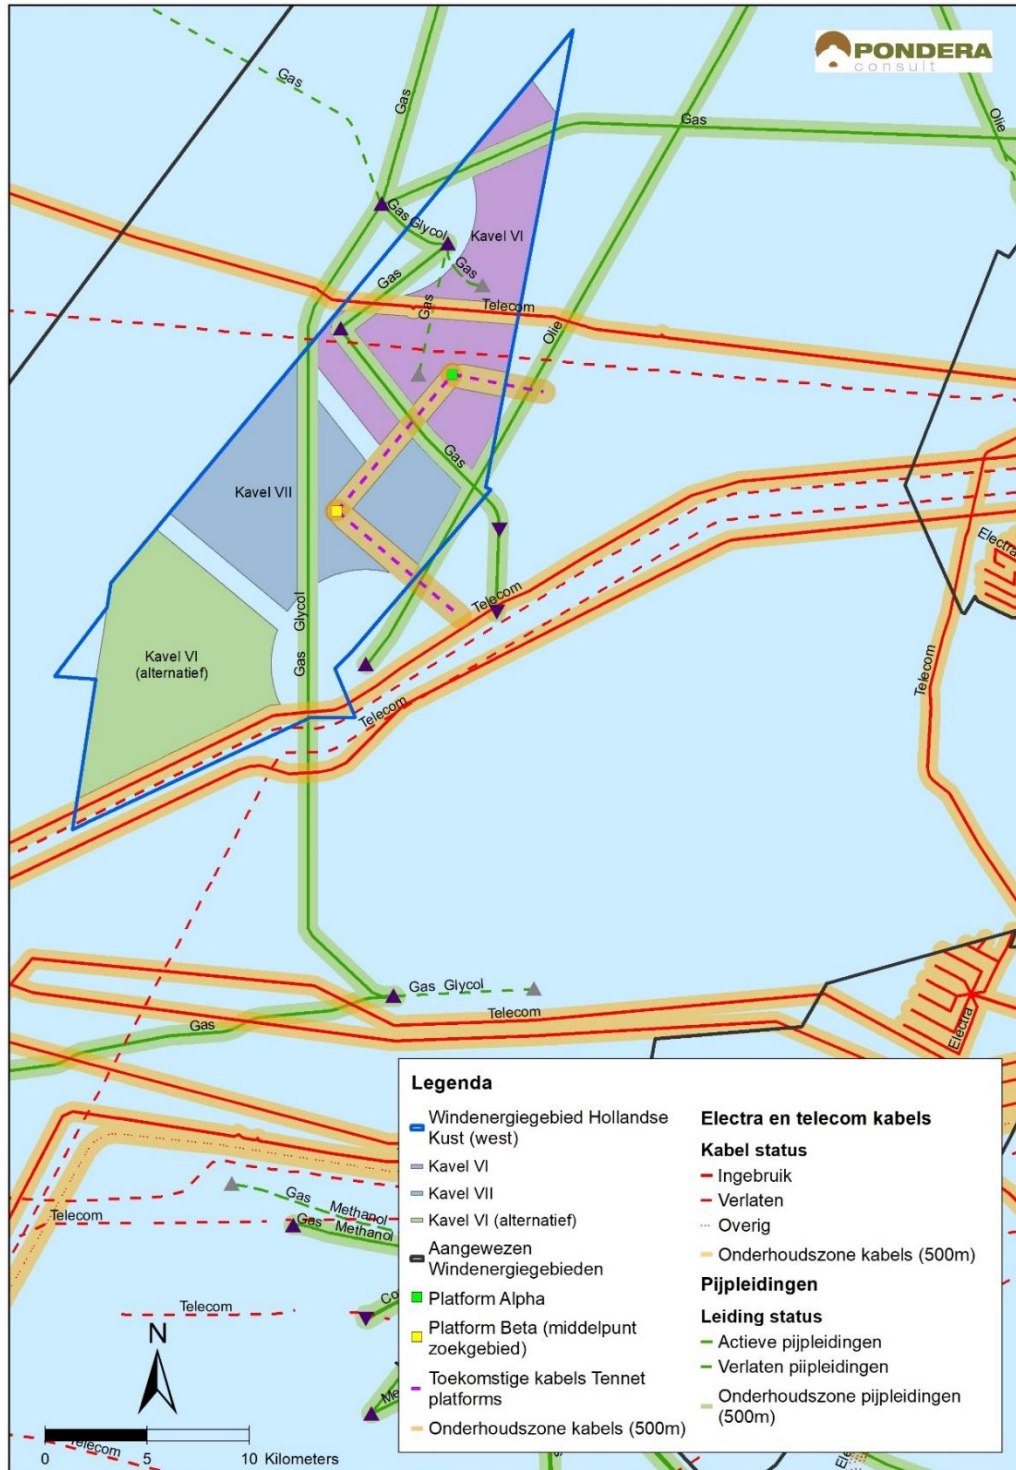 PONDERA
consult
Gas
Gas
Gas
Olie
Gas Glycol
Kavel VI
Gas
Gas
Gas
Telecom
Olie
Gas
Kavel VII
Electra
Telecom
Glycol
Gas
Kavel VI
(alternatief)
Telecom
Telecom
Gas Glycol
Telecom
Gas
Electra
Gas Methanol
Telecom
Gas Methanol
Telecom
Co
Me
N
Telecom
0 5 10 Kilometers
Legenda
Windenergiegebied Hollandse
Kust (west)
Kavel VI
Kavel VII
Kavel VI (alternatief)
Aangewezen
Windenergiegebieden
Platform Alpha
Platform Beta (middelpunt
zoekgebied)
Toekomstige kabels Tennet
platforms
Onderhoudszone kabels (500m)
Electra en telecom kabels
Kabel status
Ingebruik
Verlaten
Overig
Onderhoudszone kabels (500m)
Pijpleidingen
Leiding status
Actieve pijpleidingen
Verlaten piipleidingen
Onderhoudszone pijpleidingen
(500m)